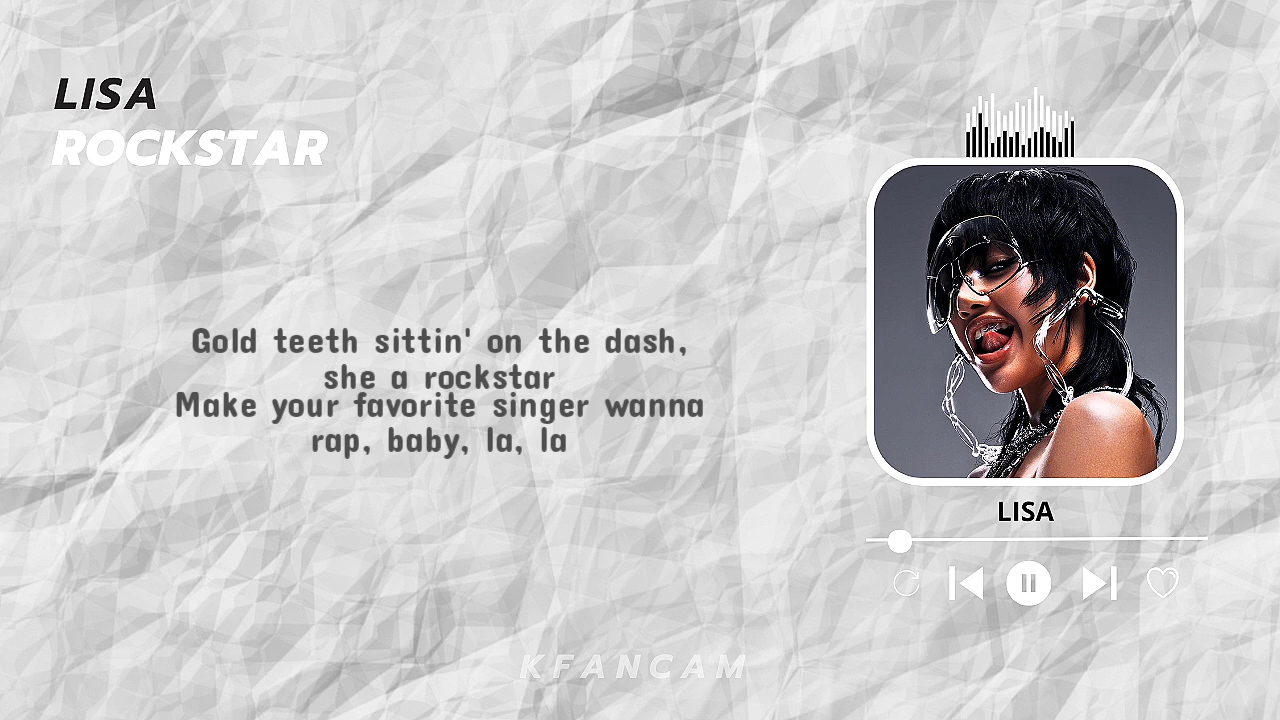 LISA
ROCKSTAR
Gold teeth sittin' on the dash,
she a rockstar
Make your favorite singer wanna
rap, baby, la, la
LISA
KFANCAM